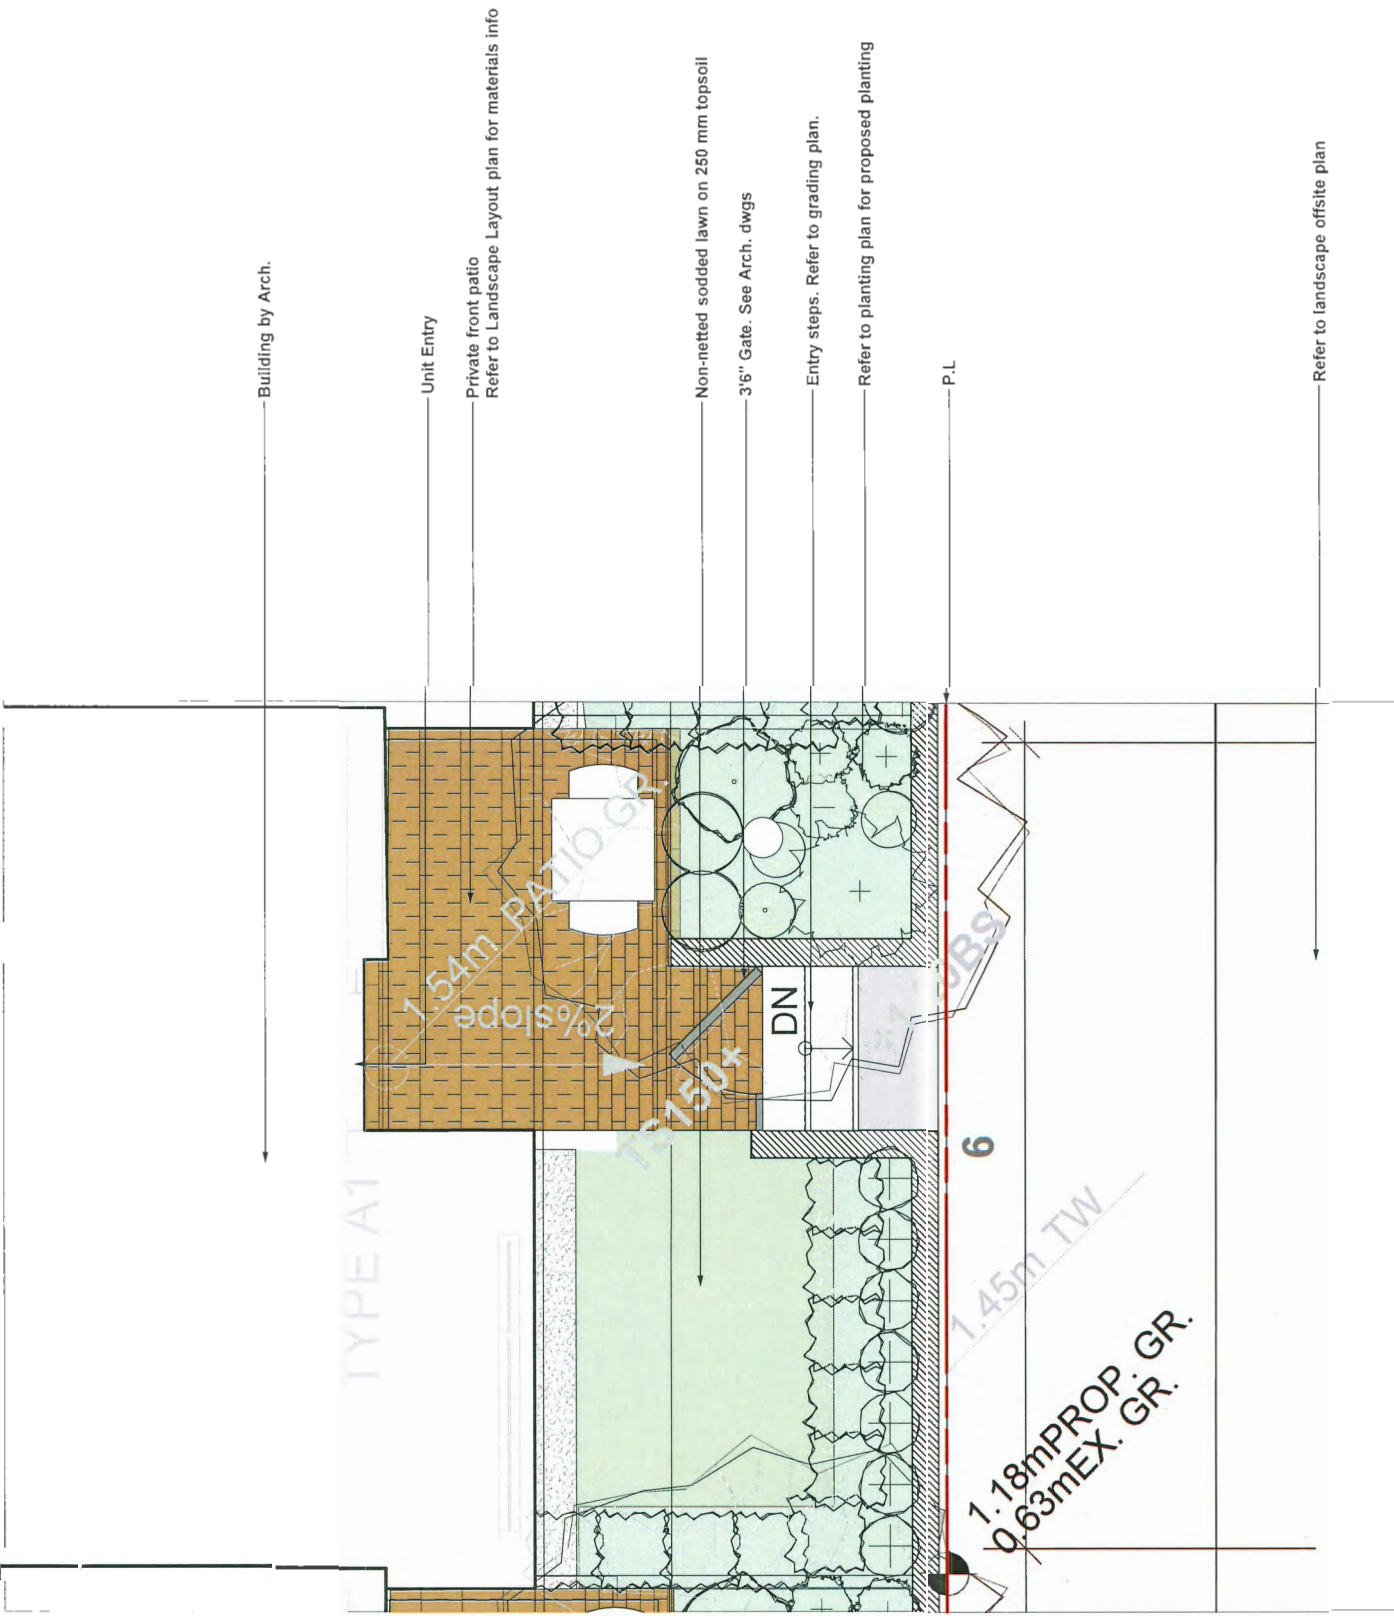 Building by Arch.
Unit Entry
Private front patio
Refer to Landscape Layout plan for materials info
Non-netted sodded lawn on 250 mm topsoil
3'6" Gate. See Arch. dwgs
Entry steps. Refer to grading plan.
Refer to planting plan for proposed planting
P.L
Refer to landscape offsite plan
TYPE A1
1.54m PATIO GR.
2%slope
TS150+
DN
6
1.45m TW
1.18mPROP. GR.
0.63mEX. GR.